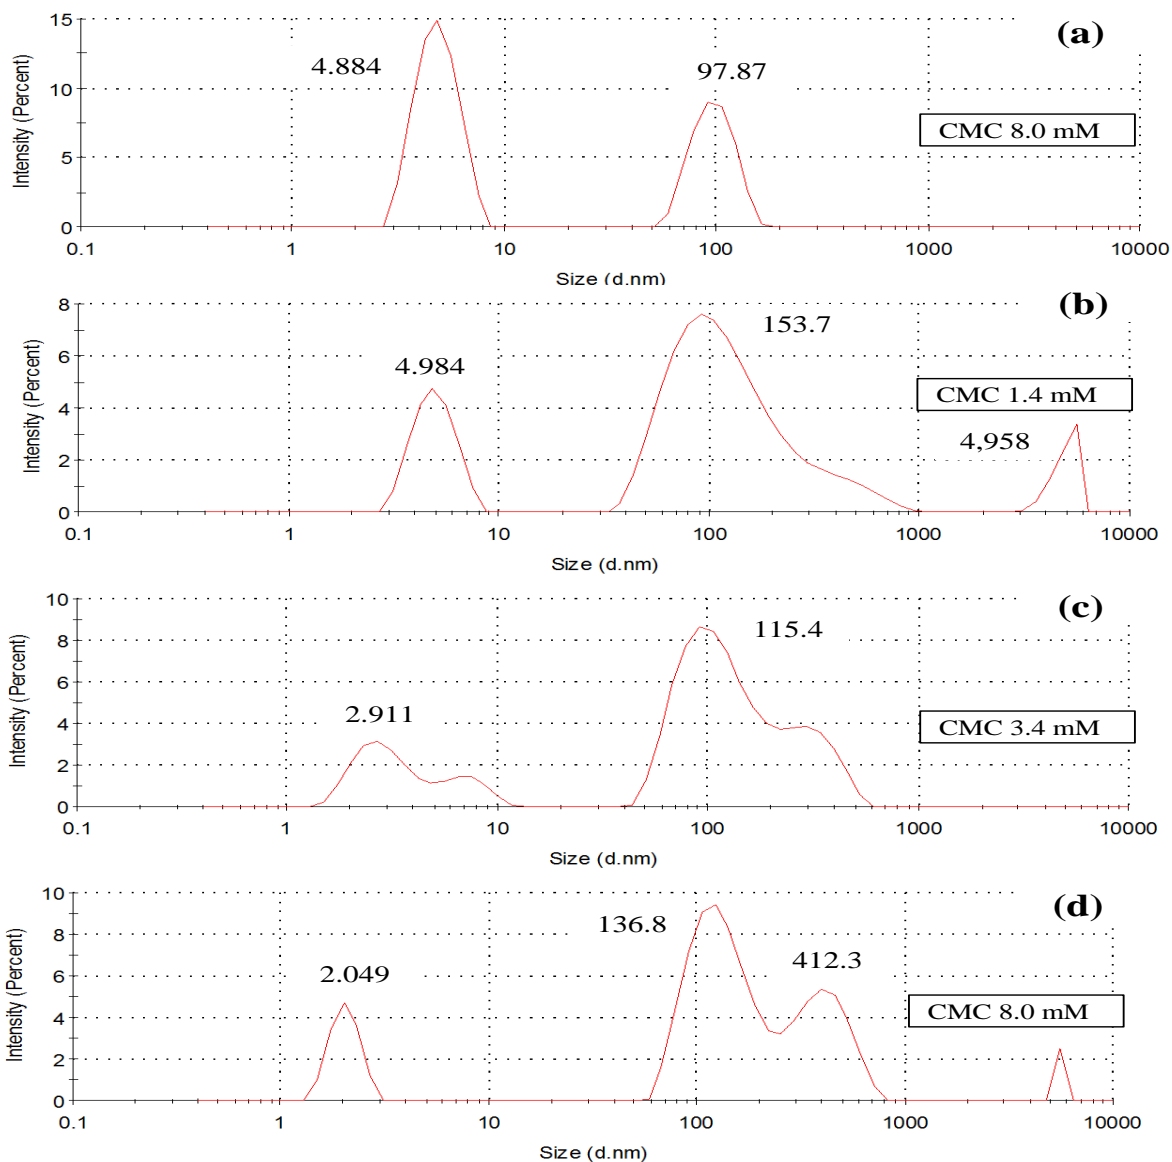 (a)
15
4.884
97.87
10
CMC 8.0 mM
5
0
Intensity (Percent)
0.1 1 10 100 1000 10000
Size (d.nm)
(b)
8
153.7
6
4.984
CMC 1.4 mM
4
4,958
2
0
Intensity (Percent)
0.1 1 10 100 1000 10000
Size (d.nm)
(c)
10
115.4
8
6
2.911
CMC 3.4 mM
4
2
0
Intensity (Percent)
0.1 1 10 100 1000 10000
Size (d.nm)
(d)
10
136.8
8
412.3
2.049
6
CMC 8.0 mM
4
2
0
Intensity (Percent)
0.1 1 10 100 1000 10000
Size (d.nm)